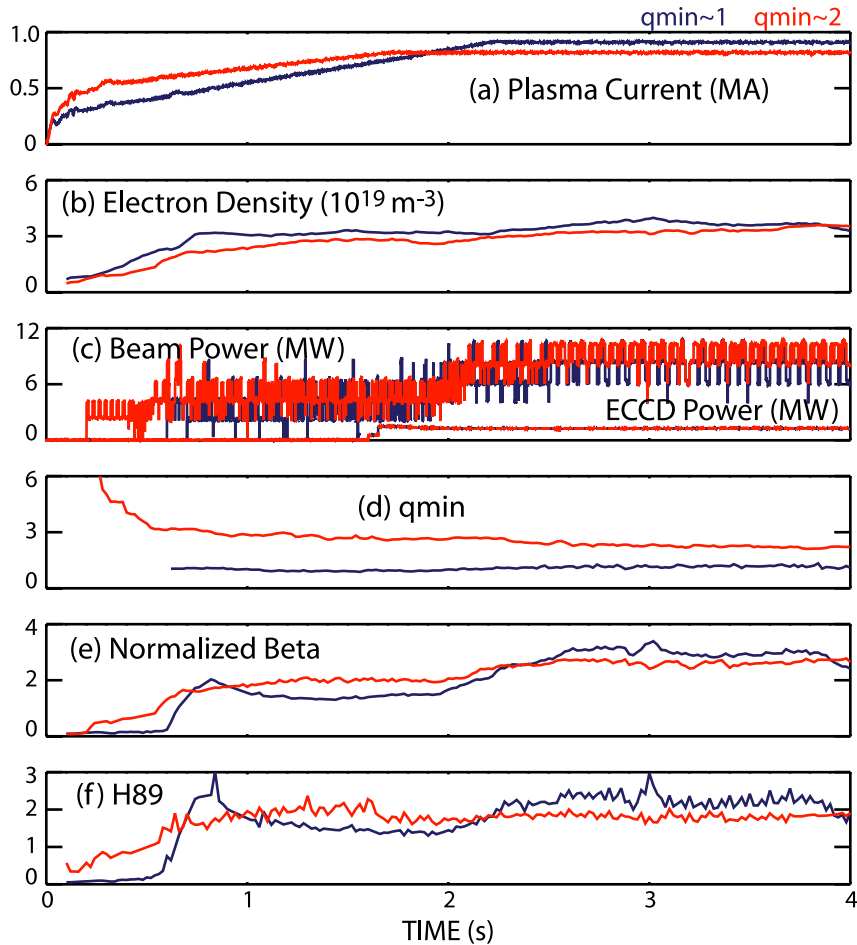 qmin~1 qmin~2
1.0
0.5
0
(a) Plasma Current (MA)
6
3
0
(b) Electron Density (10¹⁹ m⁻³)
12
6
0
(c) Beam Power (MW)
ECCD Power (MW)
6
3
0
(d) qmin
4
2
0
(e) Normalized Beta
3
2
1
0
(f) H89
0 1 2 3 4
TIME (s)